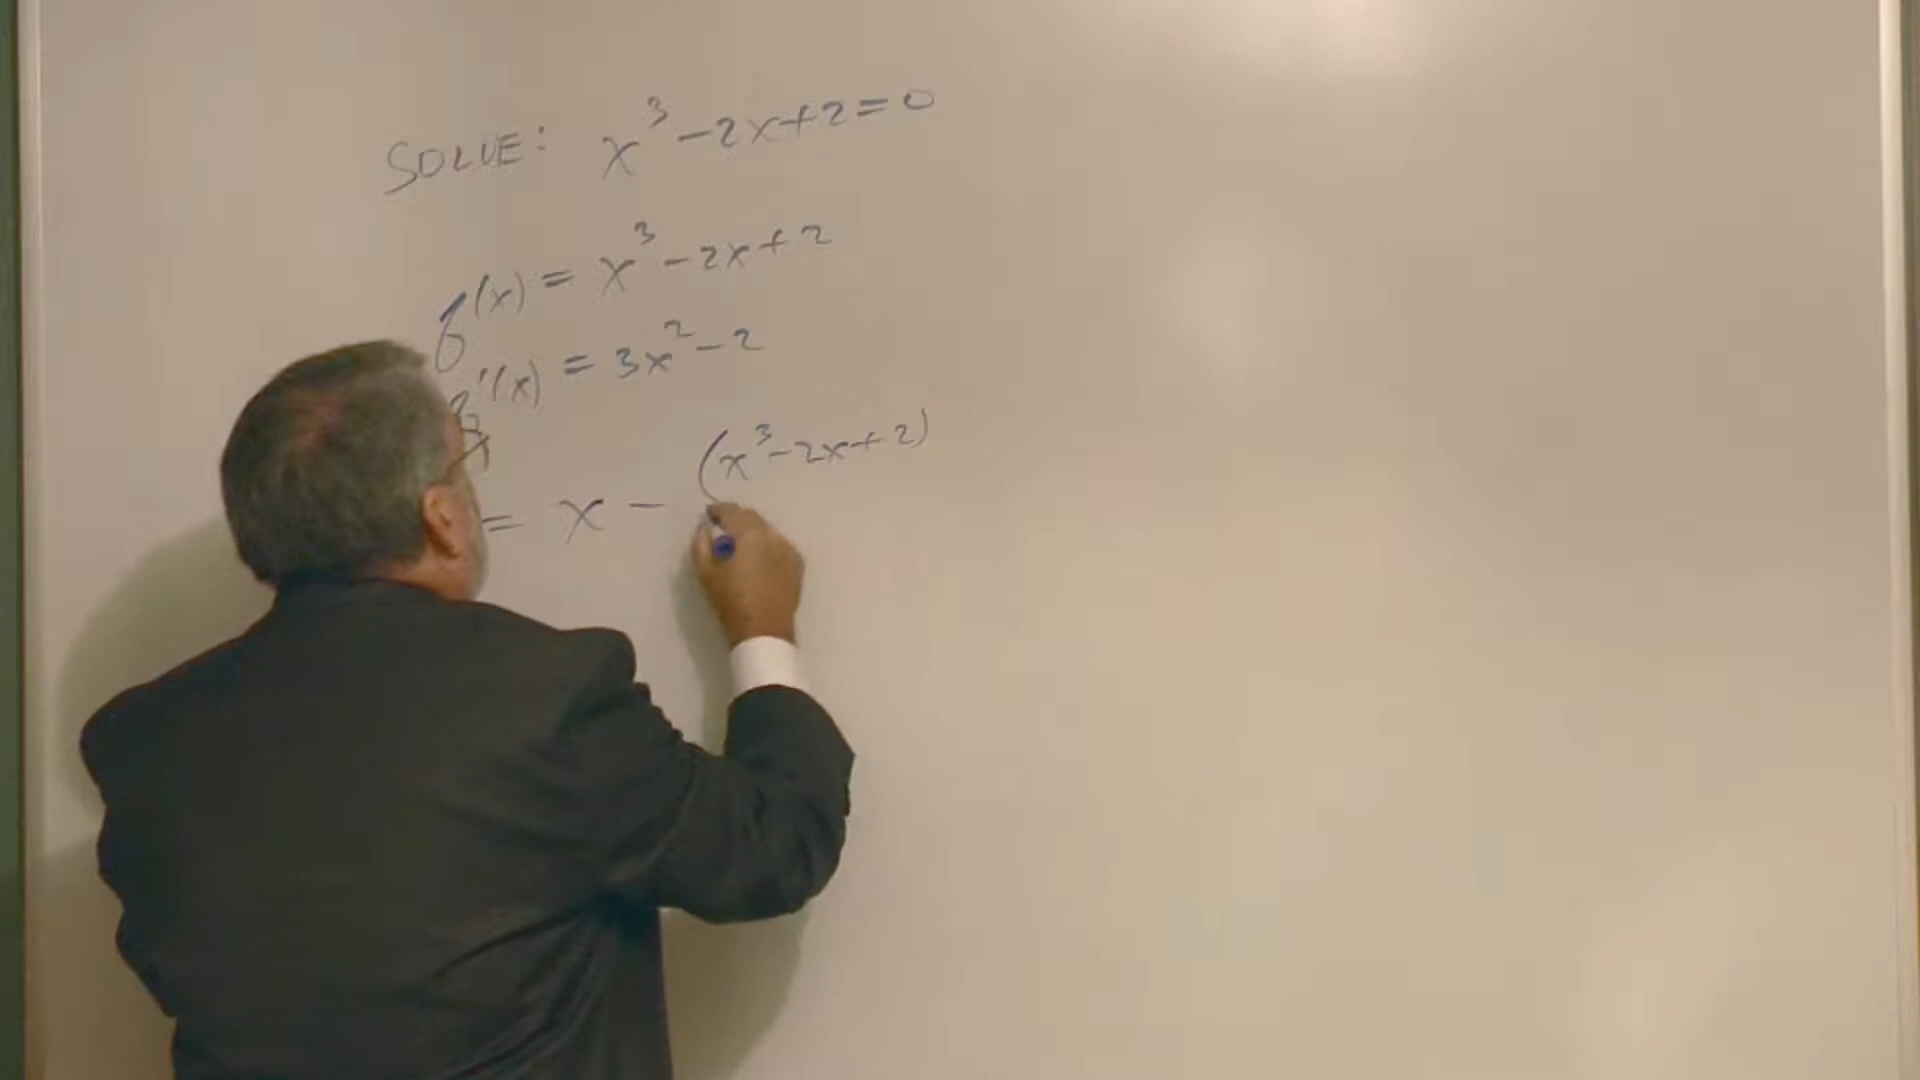 SOLVE: x³ - 2x + 2 = 0
f(x) = x³ - 2x + 2
f'(x) = 3x² - 2
= x - (x³ - 2x + 2)